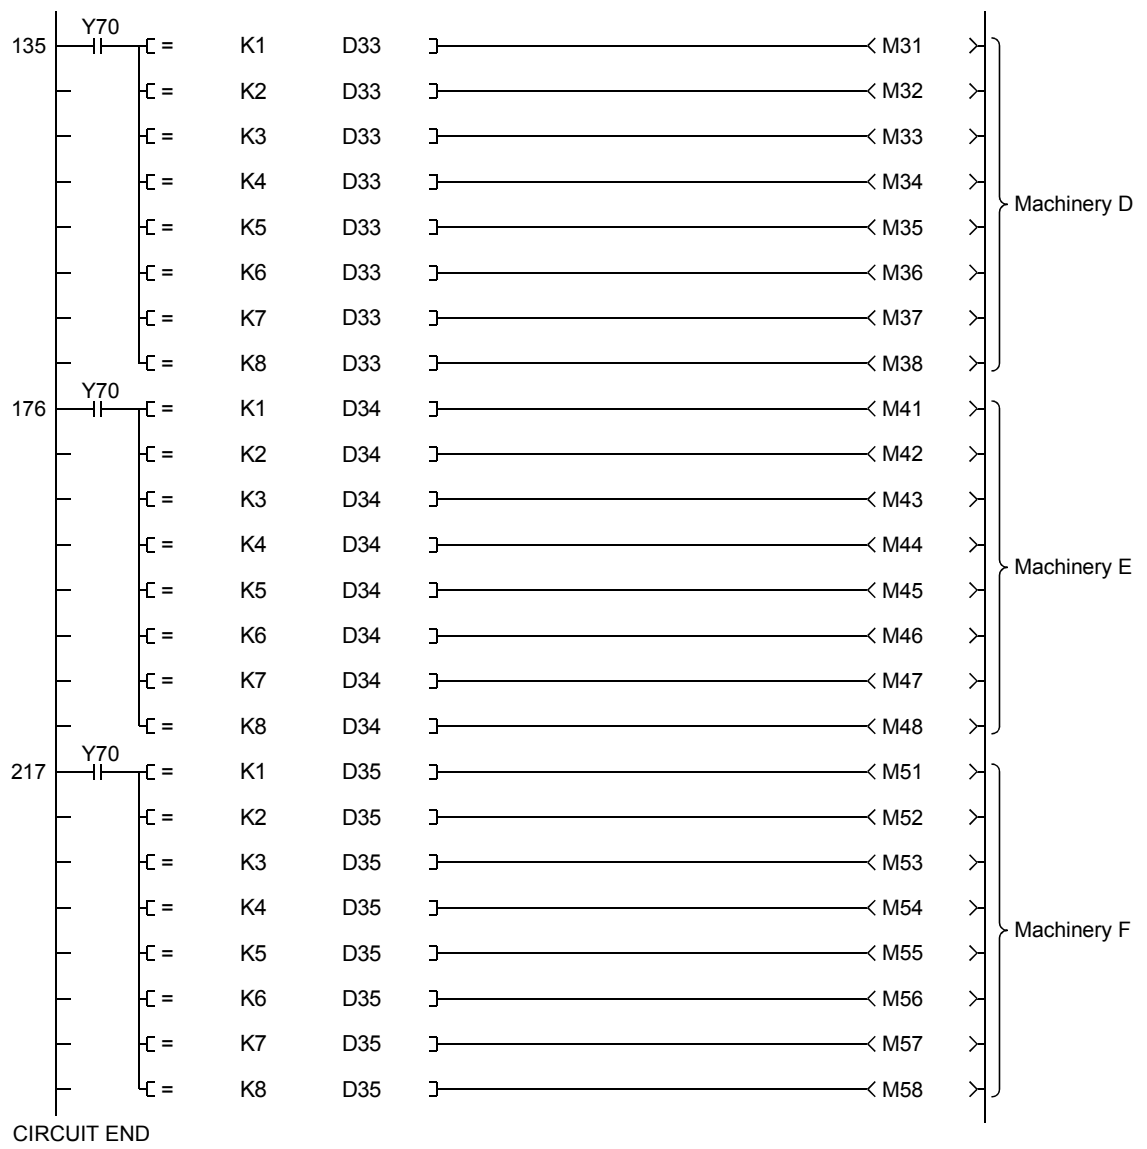 Y70
135 = K1 D33 M31
= K2 D33 M32
= K3 D33 M33
= K4 D33 M34
Machinery D
= K5 D33 M35
= K6 D33 M36
= K7 D33 M37
= K8 D33 M38
Y70
176 = K1 D34 M41
= K2 D34 M42
= K3 D34 M43
= K4 D34 M44
Machinery E
= K5 D34 M45
= K6 D34 M46
= K7 D34 M47
= K8 D34 M48
Y70
217 = K1 D35 M51
= K2 D35 M52
= K3 D35 M53
= K4 D35 M54
Machinery F
= K5 D35 M55
= K6 D35 M56
= K7 D35 M57
= K8 D35 M58
CIRCUIT END